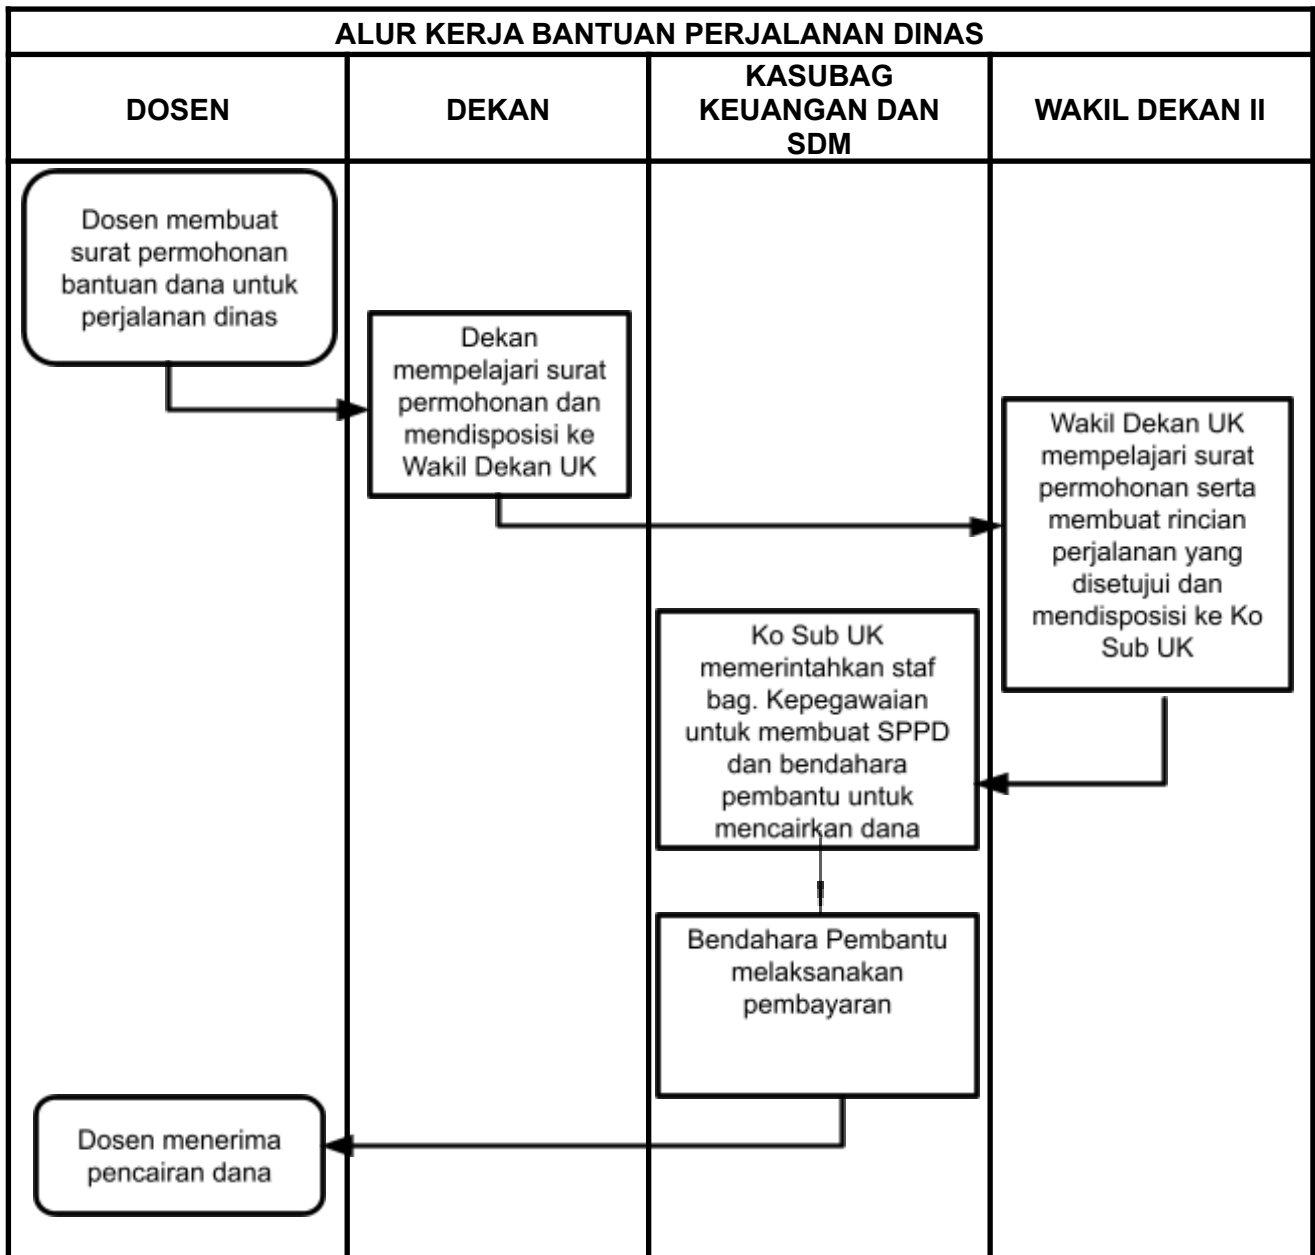 ALUR KERJA BANTUAN PERJALANAN DINAS
DOSEN
DEKAN
KASUBAG
KEUANGAN DAN
SDM
WAKIL DEKAN II
Dosen membuat
surat permohonan
bantuan dana untuk
perjalanan dinas
Dekan
mempelajari surat
permohonan dan
mendisposisi ke
Wakil Dekan UK
Wakil Dekan UK
mempelajari surat
permohonan serta
membuat rincian
perjalanan yang
disetujui dan
mendisposisi ke Ko
Sub UK
Ko Sub UK
memerintahkan staf
bag. Kepegawaian
untuk membuat SPPD
dan bendahara
pembantu untuk
mencairkan dana
Bendahara Pembantu
melaksanakan
pembayaran
Dosen menerima
pencairan dana